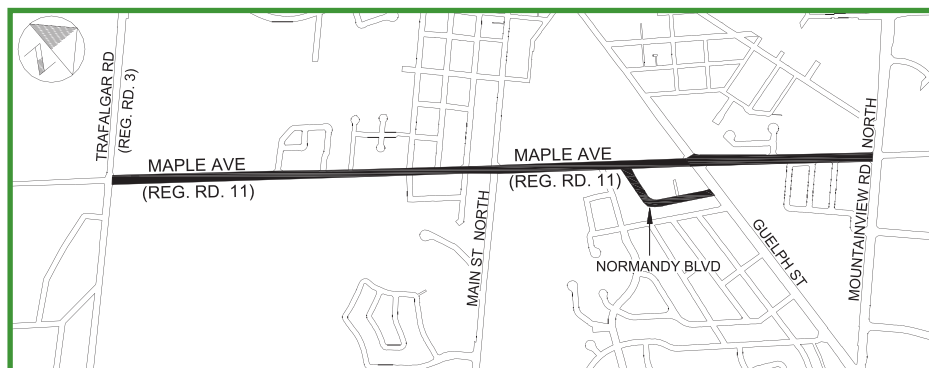 TRAFALGAR RD
(REG. RD. 3)
MAPLE AVE
(REG. RD. 11)
MAIN ST NORTH
MAPLE AVE
(REG. RD. 11)
NORMANDY BLVD
GUELPH ST
MOUNTAINVIEW RD NORTH